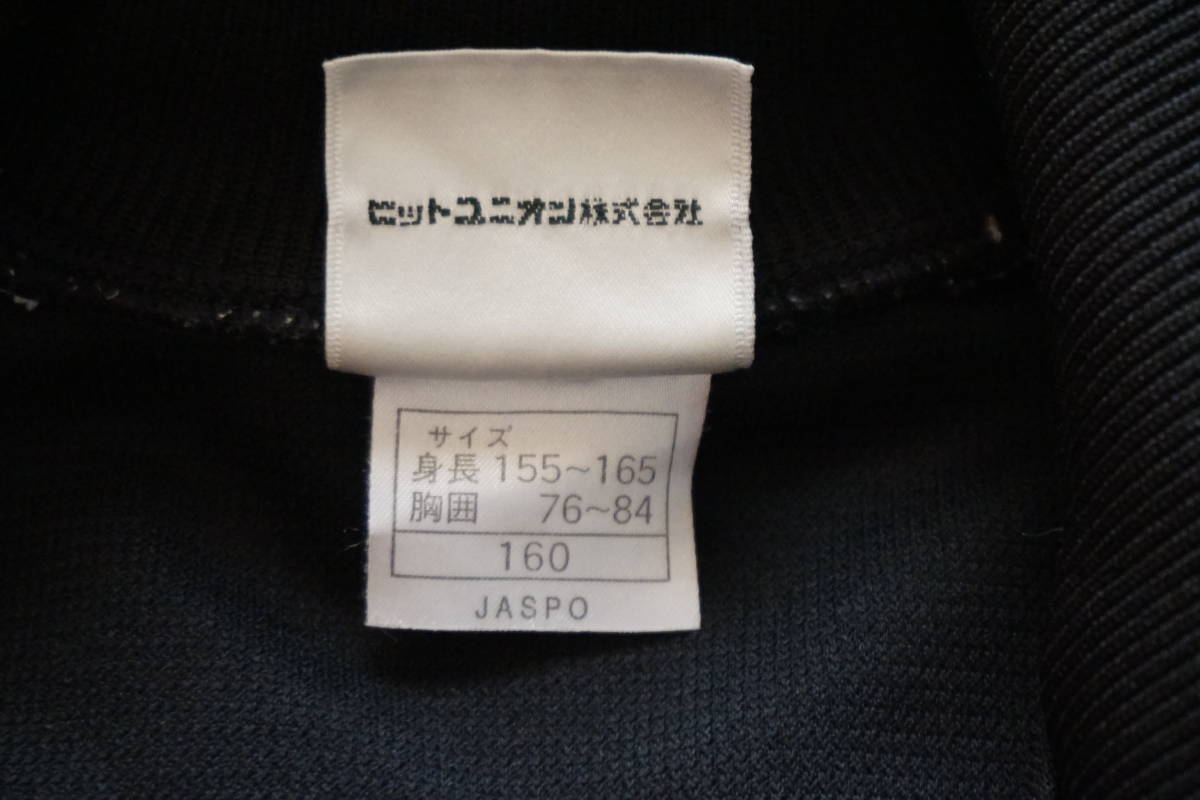 ヒットユニオン株式会社
サイズ
身長 155~165
胸囲 76~84
160
JASPO